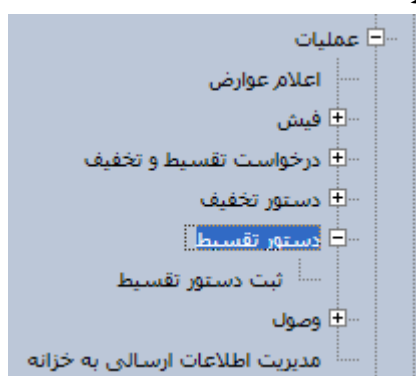 عملیات
اعلام عوارض
فیش
درخواست تقسیط و تخفیف
دستور تخفیف
دستور تقسیط
ثبت دستور تقسیط
وصول
مدیریت اطلاعات ارسالی به خزانه